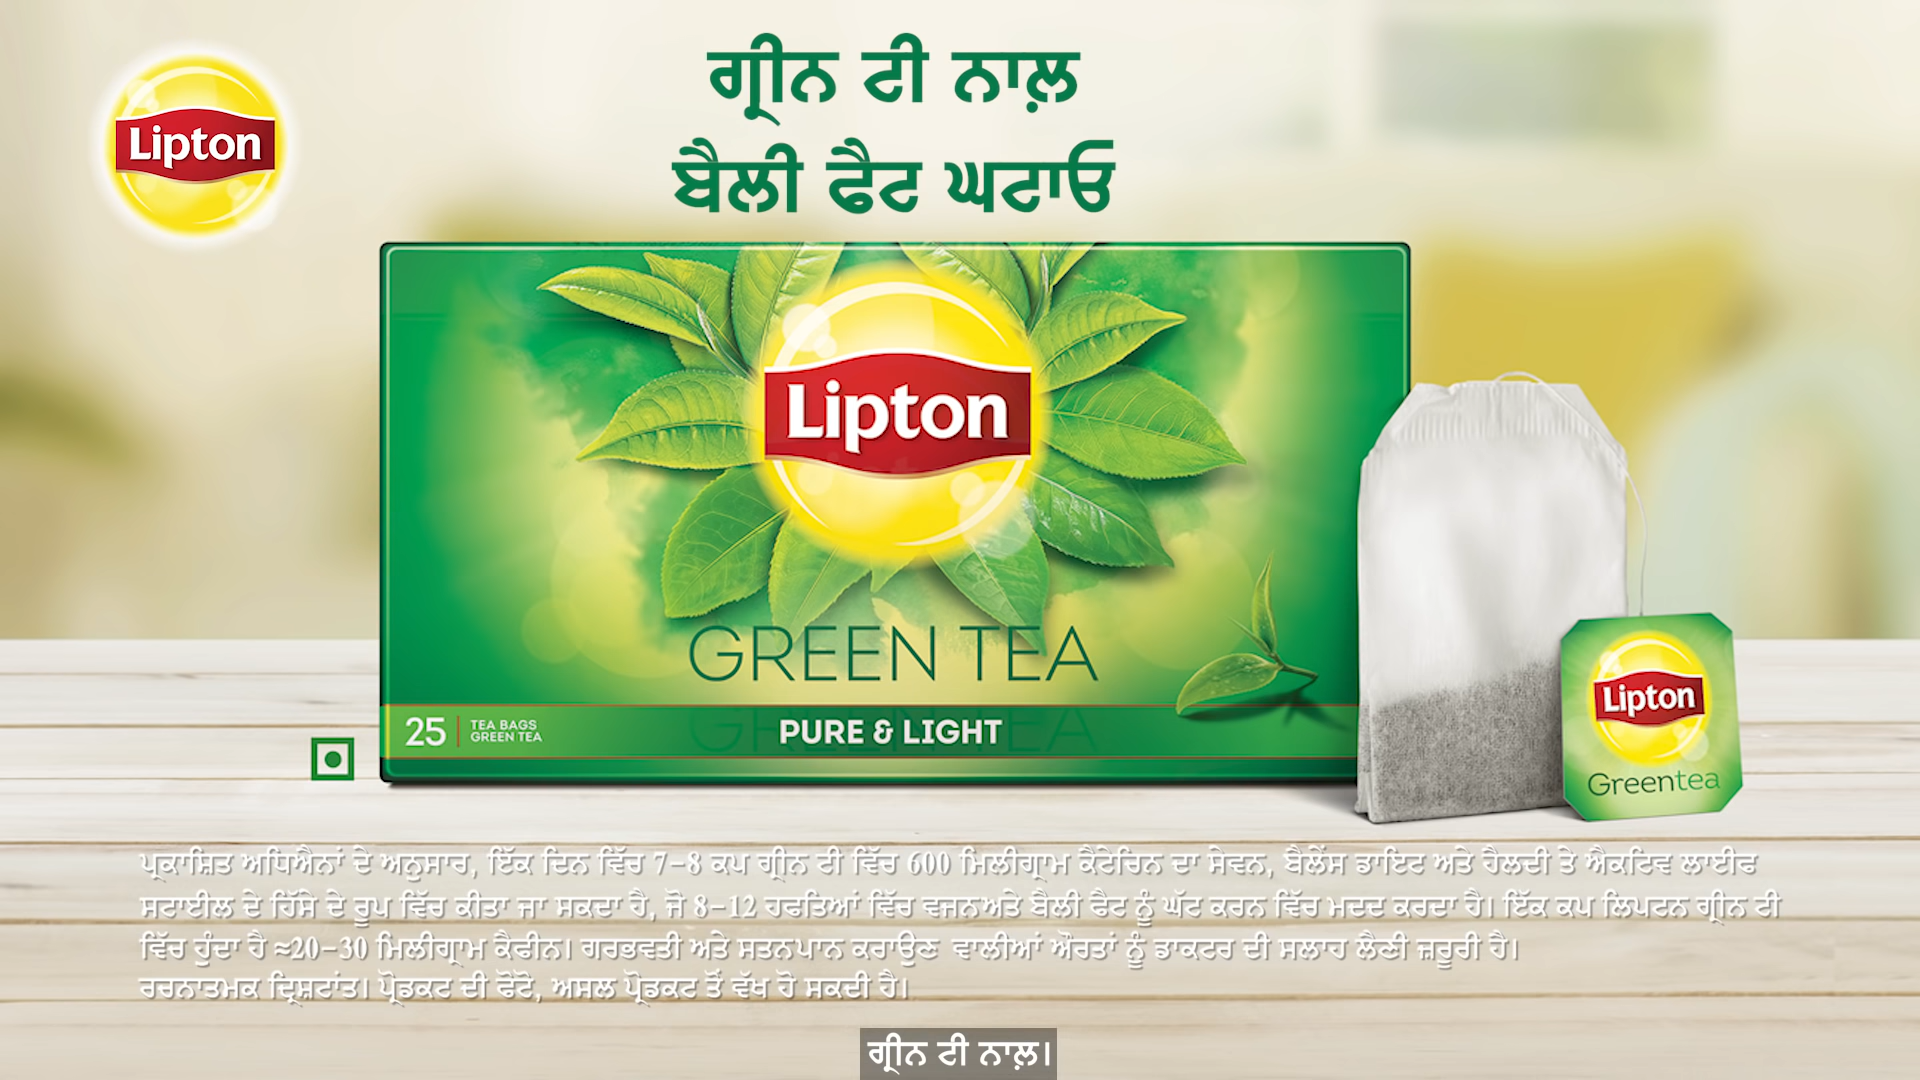 ਗ੍ਰੀਨ ਟੀ ਨਾਲ਼
ਬੈਲੀ ਫੈਟ ਘਟਾਓ
Lipton
Lipton
GREEN TEA
25 TEA BAGS
GREEN TEA
PURE & LIGHT
Lipton
Greentea
ਪ੍ਰਕਾਸ਼ਿਤ ਅਧਿਐਨਾਂ ਦੇ ਅਨੁਸਾਰ, ਇੱਕ ਦਿਨ ਵਿੱਚ 7-8 ਕਪ ਗ੍ਰੀਨ ਟੀ ਵਿੱਚ 600 ਮਿਲੀਗ੍ਰਾਮ ਕੈਟੇਚਿਨ ਦਾ ਸੇਵਨ, ਬੈਲੇਂਸ ਡਾਇਟ ਅਤੇ ਹੈਲਦੀ ਤੇ ਐਕਟਿਵ ਲਾਈਫ
ਸਟਾਈਲ ਦੇ ਹਿੱਸੇ ਦੇ ਰੂਪ ਵਿੱਚ ਕੀਤਾ ਜਾ ਸਕਦਾ ਹੈ, ਜੋ 8-12 ਹਫਤਿਆਂ ਵਿੱਚ ਵਜਨਅਤੇ ਬੈਲੀ ਫੈਟ ਨੂੰ ਘੱਟ ਕਰਨ ਵਿੱਚ ਮਦਦ ਕਰਦਾ ਹੈ। ਇੱਕ ਕਪ ਲਿਪਟਨ ਗ੍ਰੀਨ ਟੀ
ਵਿੱਚ ਹੁੰਦਾ ਹੈ ≈20-30 ਮਿਲੀਗ੍ਰਾਮ ਕੈਫੀਨ। ਗਰਭਵਤੀ ਅਤੇ ਸਤਨਪਾਨ ਕਰਾਉਣ ਵਾਲੀਆਂ ਔਰਤਾਂ ਨੂੰ ਡਾਕਟਰ ਦੀ ਸਲਾਹ ਲੈਣੀ ਜ਼ਰੂਰੀ ਹੈ।
ਰਚਨਾਤਮਕ ਦ੍ਰਿਸ਼ਟਾਂਤ। ਪ੍ਰੋਡਕਟ ਦੀ ਫੋਟੋ, ਅਸਲ ਪ੍ਰੋਡਕਟ ਤੋਂ ਵੱਖ ਹੋ ਸਕਦੀ ਹੈ।
ਗ੍ਰੀਨ ਟੀ ਨਾਲ਼।